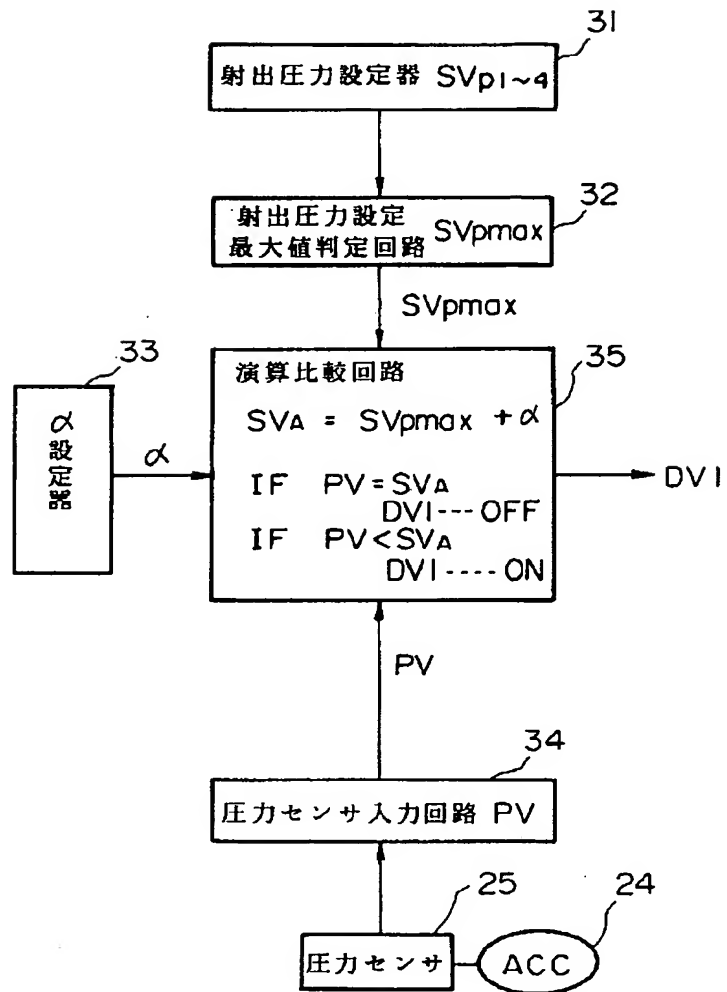 31
射出圧力設定器 SVp1~4
32
射出圧力設定
最大値判定回路 SVpmax
SVpmax
33
α設定器
α
35
演算比較回路
SVA = SVpmax + α
IF PV = SVA
DV1---OFF
IF PV < SVA
DV1----ON
DV1
PV
34
圧力センサ入力回路 PV
25
圧力センサ
24
ACC